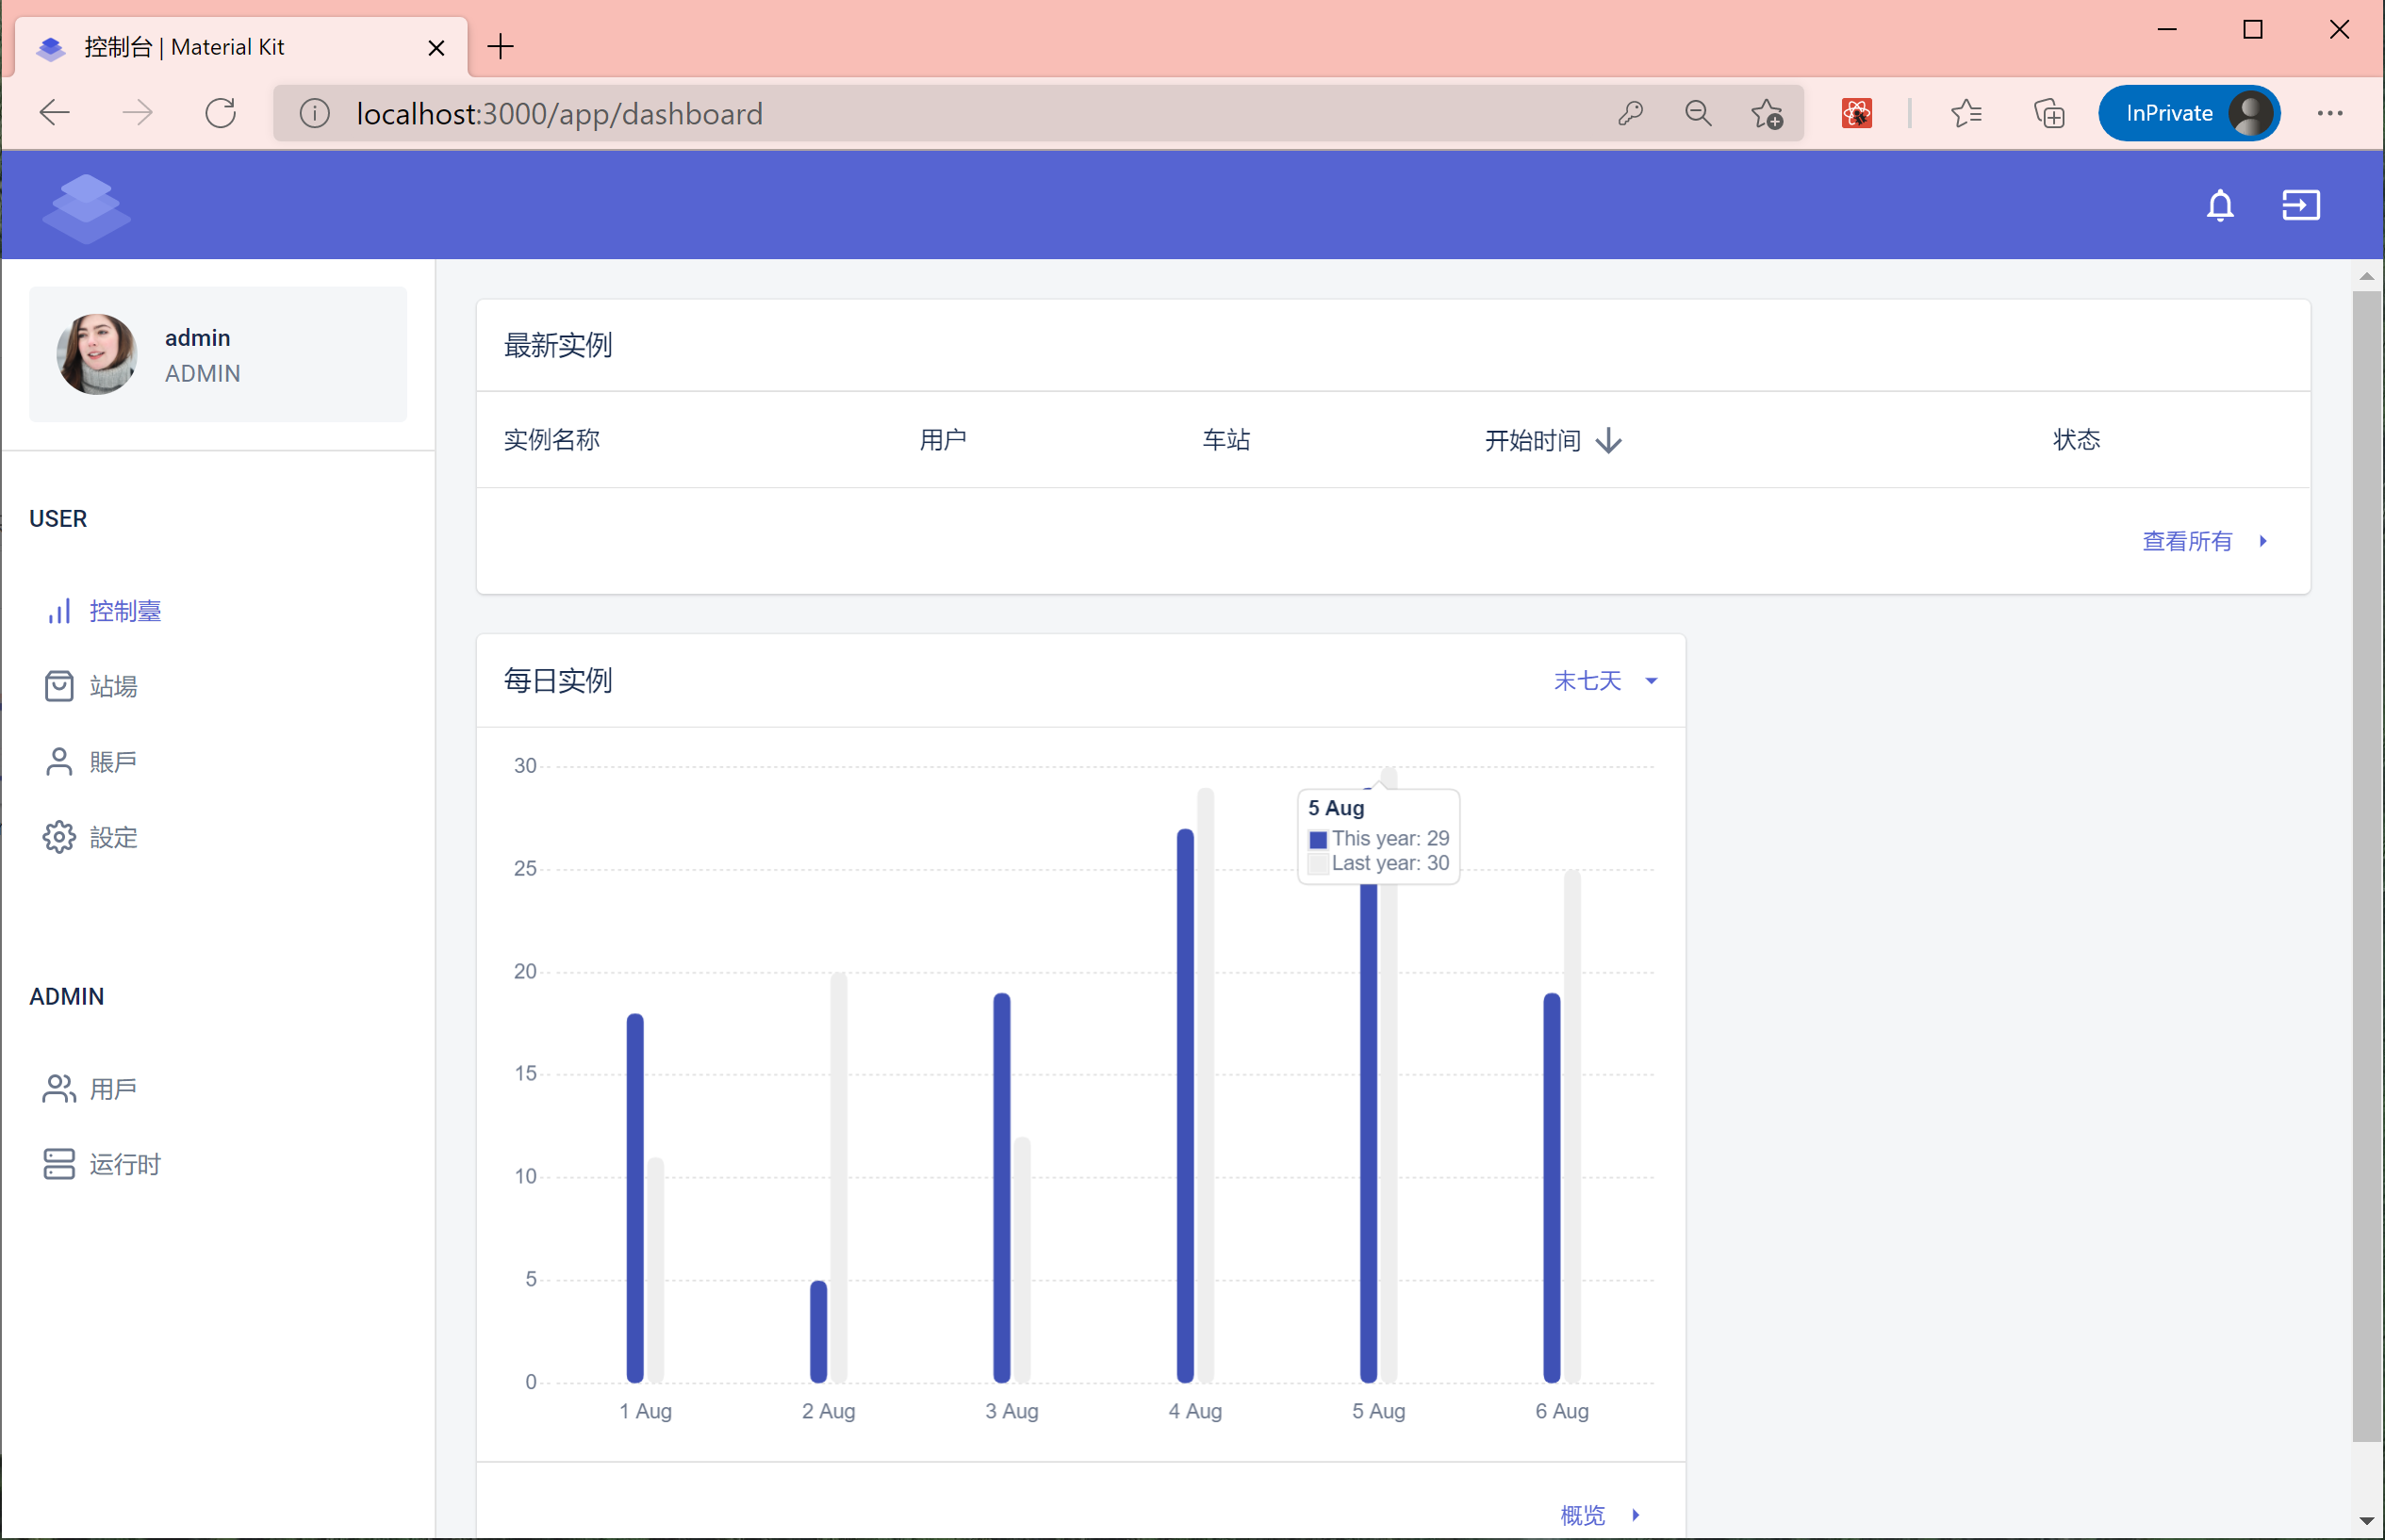 控制台 | Material Kit
localhost:3000/app/dashboard
InPrivate
admin
ADMIN
USER
控制臺
站場
賬戶
設定
ADMIN
用戶
运行时
最新实例
实例名称 用户 车站 开始时间 状态
查看所有
每日实例
末七天
30
25
20
15
10
5
0
5 Aug
This year: 29
Last year: 30
1 Aug 2 Aug 3 Aug 4 Aug 5 Aug 6 Aug
概览